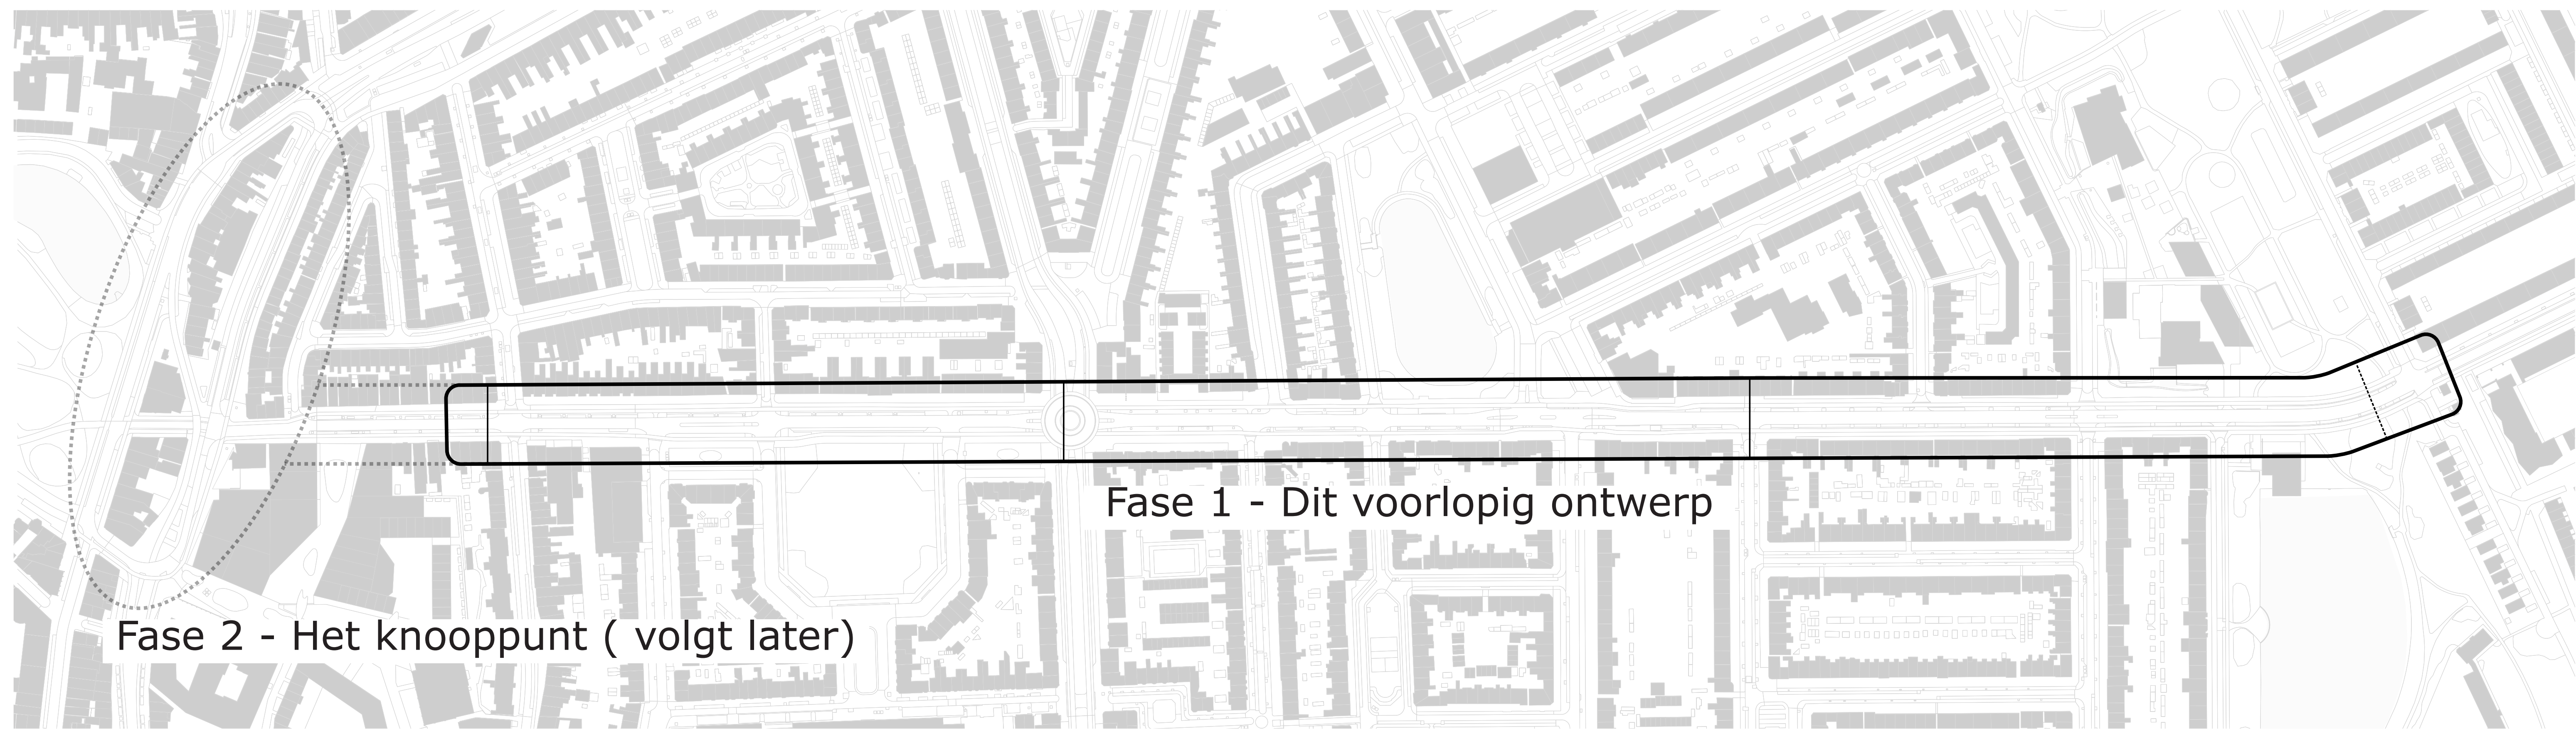 Fase 1 - Dit voorlopig ontwerp
Fase 2 - Het knooppunt ( volgt later)